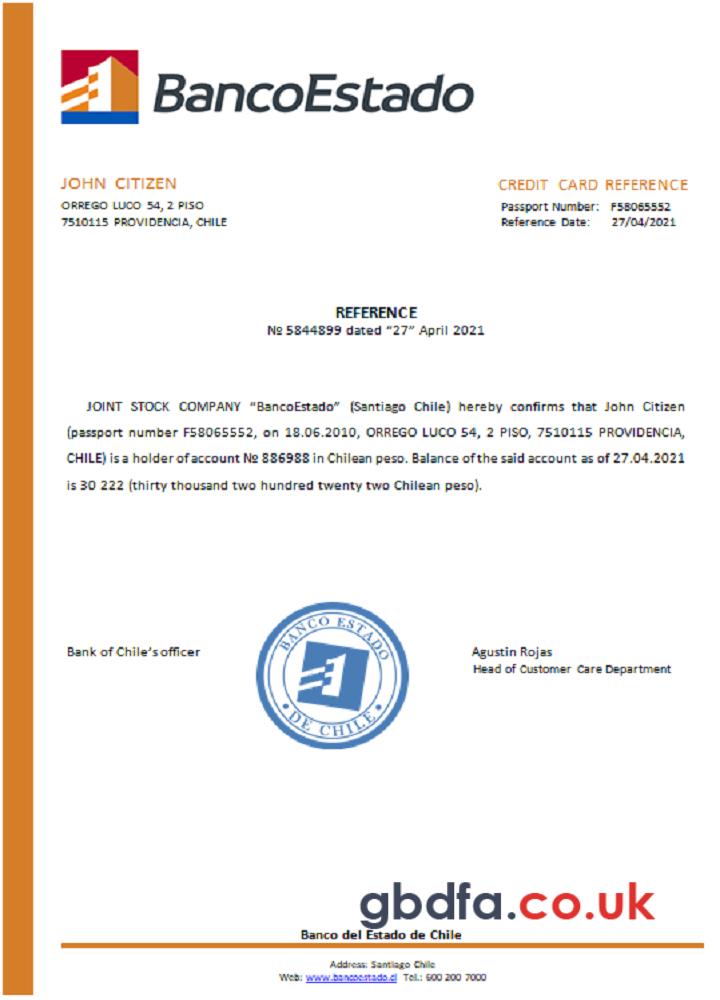 BancoEstado
JOHN CITIZEN
ORREGO LUCO 54, 2 PISO
7510115 PROVIDENCIA, CHILE
CREDIT CARD REFERENCE
Passport Number: F58065552
Reference Date: 27/04/2021
REFERENCE
№ 5844899 dated “27” April 2021
JOINT STOCK COMPANY “BancoEstado” (Santiago Chile) hereby confirms that John Citizen
(passport number F58065552, on 18.06.2010, ORREGO LUCO 54, 2 PISO, 7510115 PROVIDENCIA,
CHILE) is a holder of account № 886988 in Chilean peso. Balance of the said account as of 27.04.2021
is 30 222 (thirty thousand two hundred twenty two Chilean peso).
Bank of Chile’s officer
BANCO ESTADO
DE CHILE
Agustin Rojas
Head of Customer Care Department
gbdfa.co.uk
Banco del Estado de Chile
Address: Santiago Chile
Web: www.bancoestado.cl Tel.: 600 200 7000